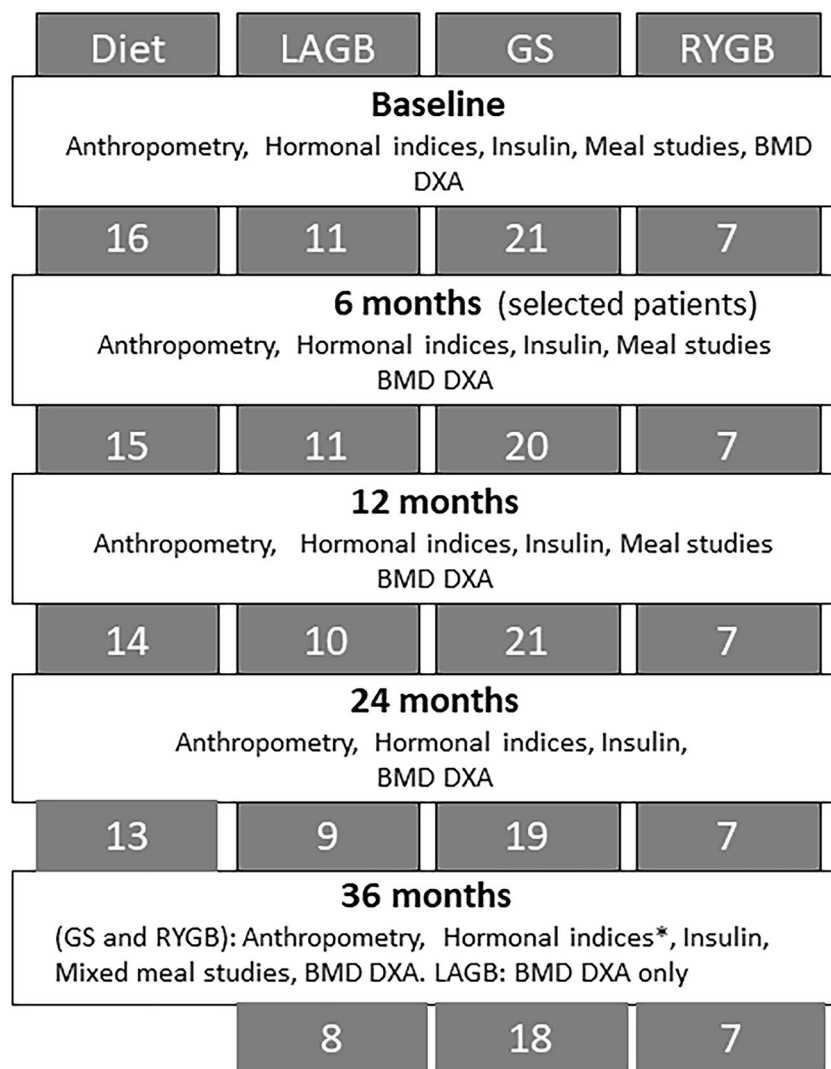 Diet LAGB GS RYGB
Baseline
Anthropometry, Hormonal indices, Insulin, Meal studies, BMD
DXA
16 11 21 7
6 months (selected patients)
Anthropometry, Hormonal indices, Insulin, Meal studies
BMD DXA
15 11 20 7
12 months
Anthropometry, Hormonal indices, Insulin, Meal studies
BMD DXA
14 10 21 7
24 months
Anthropometry, Hormonal indices, Insulin,
BMD DXA
13 9 19 7
36 months
(GS and RYGB): Anthropometry, Hormonal indices*, Insulin,
Mixed meal studies, BMD DXA. LAGB: BMD DXA only
8 18 7